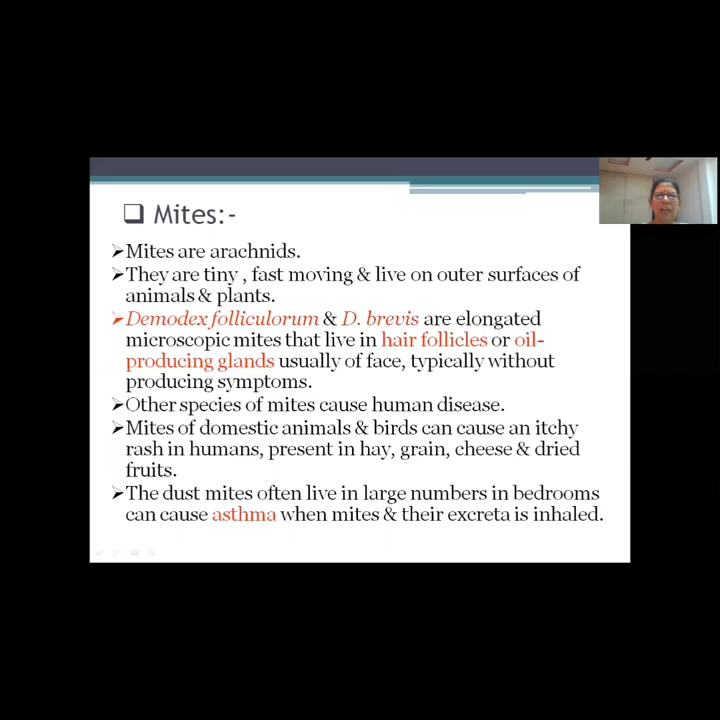 ❑ Mites:-
➢Mites are arachnids.
➢They are tiny , fast moving & live on outer surfaces of
animals & plants.
➢Demodex folliculorum & D. brevis are elongated
microscopic mites that live in hair follicles or oil-
producing glands usually of face, typically without
producing symptoms.
➢Other species of mites cause human disease.
➢Mites of domestic animals & birds can cause an itchy
rash in humans, present in hay, grain, cheese & dried
fruits.
➢The dust mites often live in large numbers in bedrooms
can cause asthma when mites & their excreta is inhaled.